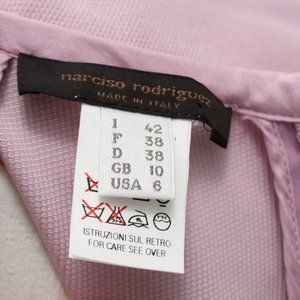 narciso rodriguez
MADE IN ITALY
I 42
F 38
D 38
GB 10
USA 6
ISTRUZIONI SUL RETRO
FOR CARE SEE OVER